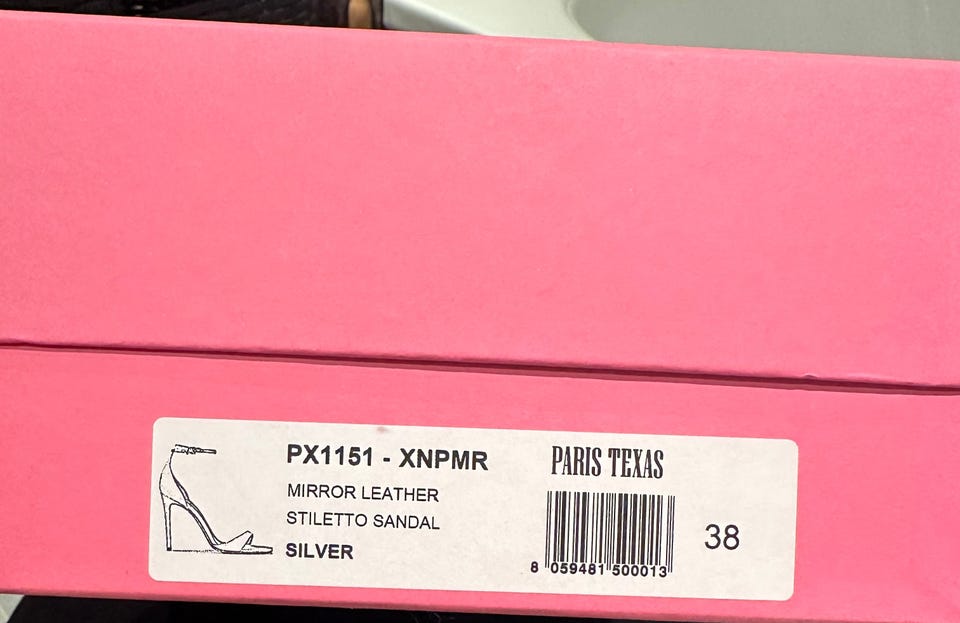 PX1151 - XNPMR
MIRROR LEATHER
STILETTO SANDAL
SILVER
PARIS TEXAS
8 059481 500013
38